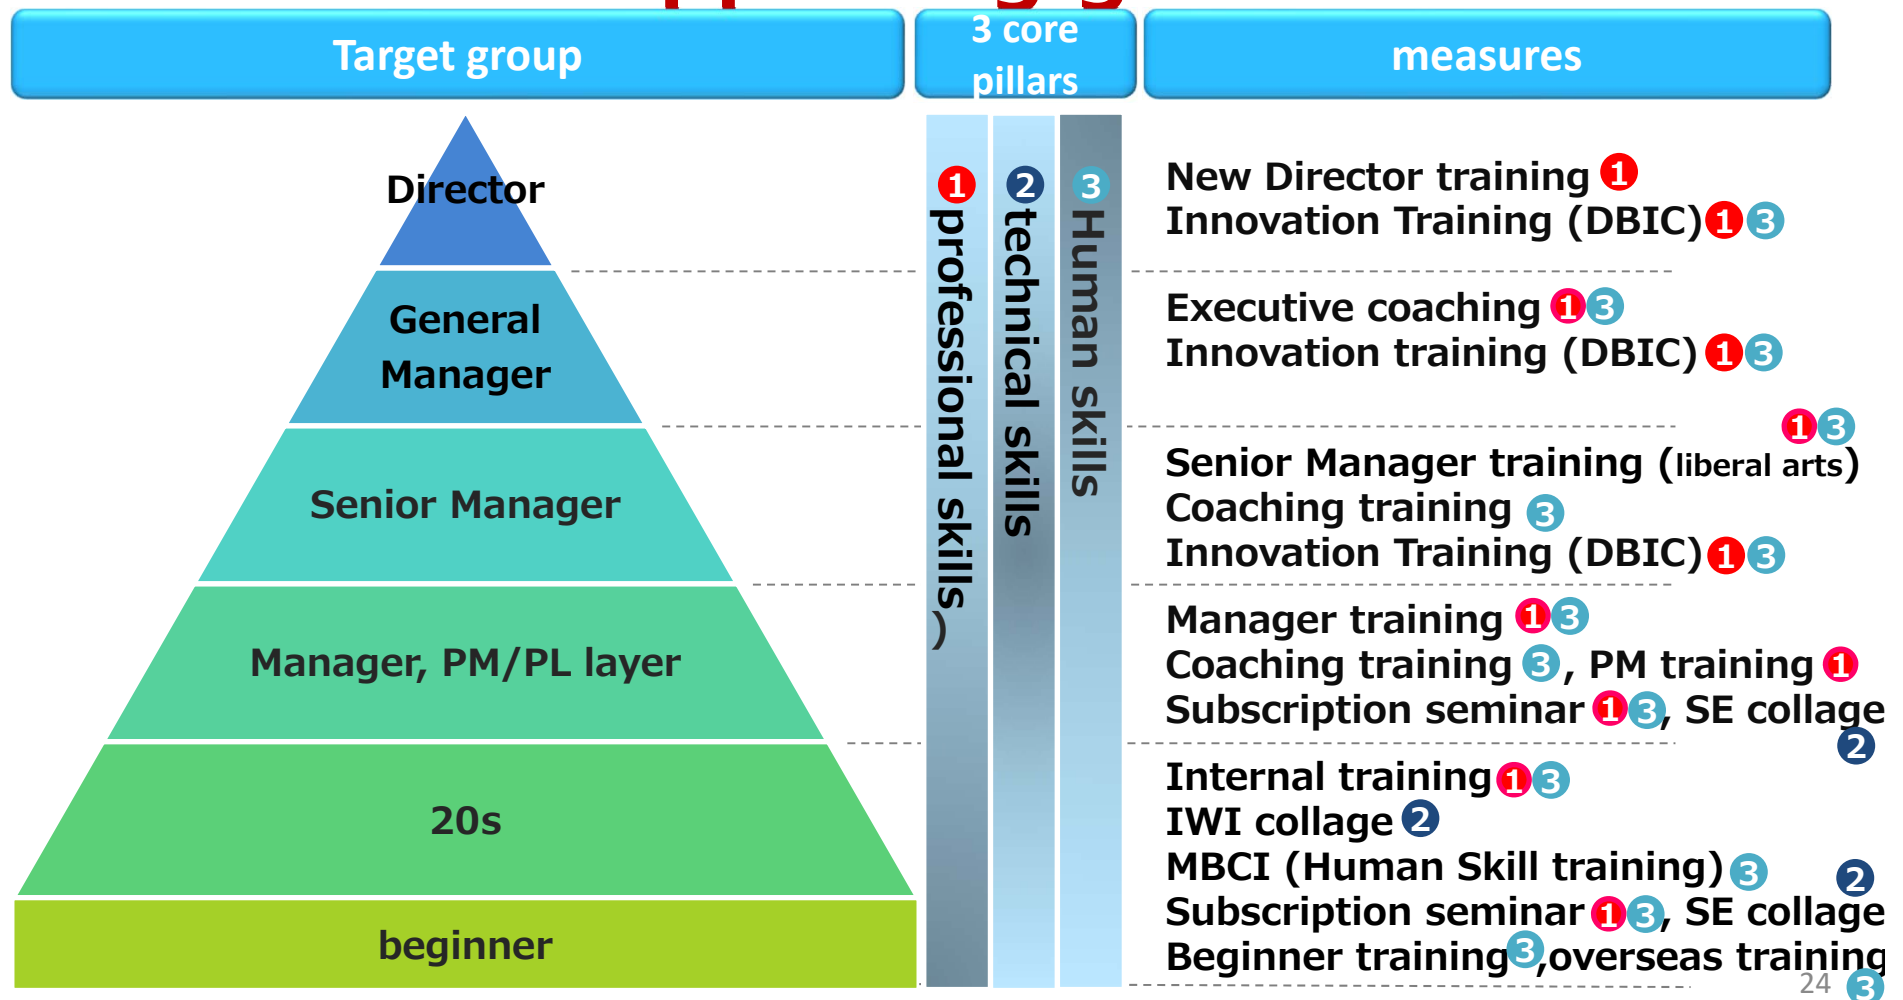 Target group
3 core
pillars
measures
Director
General
Manager
Senior Manager
Manager, PM/PL layer
20s
beginner
1 professional skills)
2 technical skills
3 Human skills
New Director training 1
Innovation Training (DBIC) 1 3
Executive coaching 1 3
Innovation training (DBIC) 1 3
1 3
Senior Manager training (liberal arts)
Coaching training 3
Innovation Training (DBIC) 1 3
Manager training 1 3
Coaching training 3, PM training 1
Subscription seminar 1 3, SE collage
2
Internal training 1 3
IWI collage 2
MBCI (Human Skill training) 3 2
Subscription seminar 1 3, SE collage
Beginner training 3,overseas training
24 3